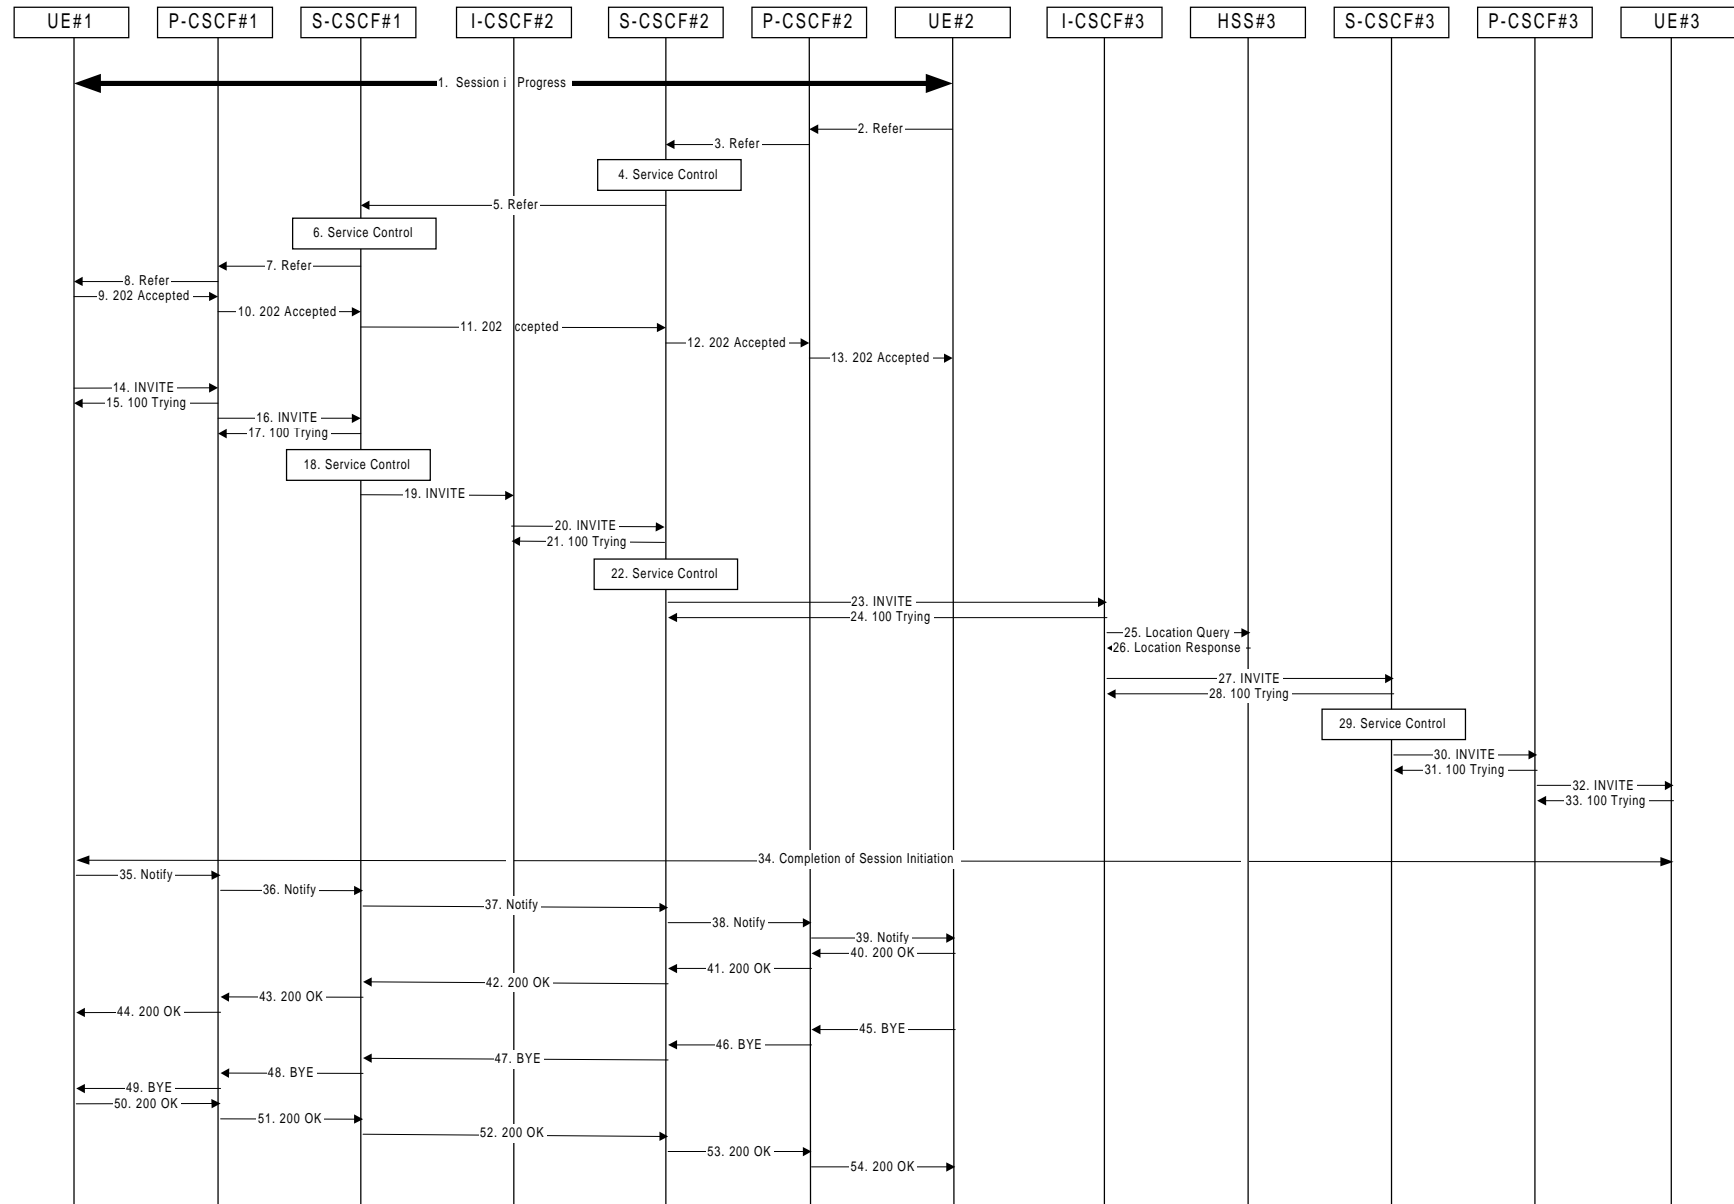 UE#1 P-CSCF#1 S-CSCF#1 I-CSCF#2 S-CSCF#2 P-CSCF#2 UE#2 I-CSCF#3 HSS#3 S-CSCF#3 P-CSCF#3 UE#3
1. Session i Progress
2. Refer
3. Refer
4. Service Control
5. Refer
6. Service Control
7. Refer
8. Refer
9. 202 Accepted
10. 202 Accepted
11. 202 ccepted
12. 202 Accepted
13. 202 Accepted
14. INVITE
15. 100 Trying
16. INVITE
17. 100 Trying
18. Service Control
19. INVITE
20. INVITE
21. 100 Trying
22. Service Control
23. INVITE
24. 100 Trying
25. Location Query
26. Location Response
27. INVITE
28. 100 Trying
29. Service Control
30. INVITE
31. 100 Trying
32. INVITE
33. 100 Trying
34. Completion of Session Initiation
35. Notify
36. Notify
37. Notify
38. Notify
39. Notify
40. 200 OK
41. 200 OK
42. 200 OK
43. 200 OK
44. 200 OK
45. BYE
46. BYE
47. BYE
48. BYE
49. BYE
50. 200 OK
51. 200 OK
52. 200 OK
53. 200 OK
54. 200 OK